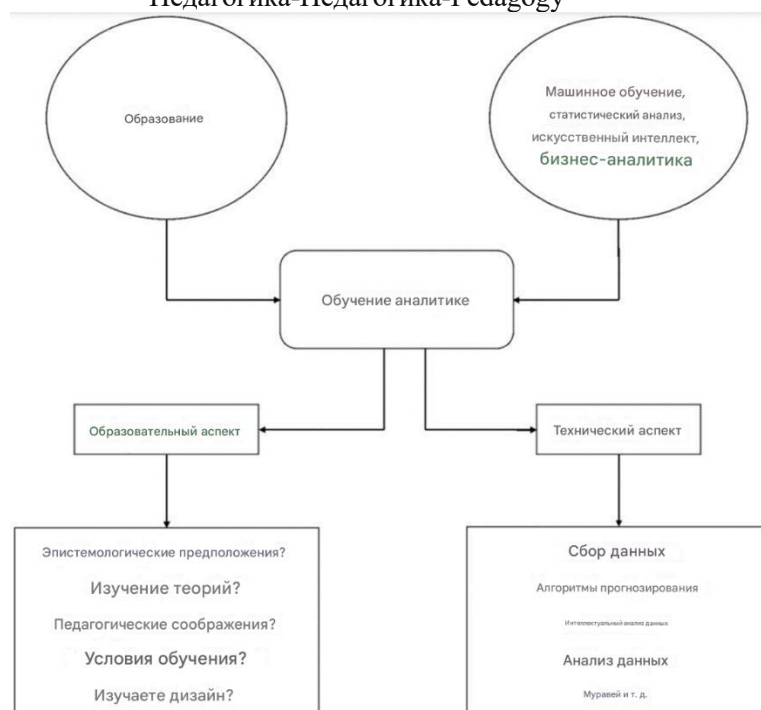 Педагогика-Педагогика-Pedagogy
Образование
Машинное обучение,
статистический анализ,
искусственный интеллект,
бизнес-аналитика
Обучение аналитике
Образовательный аспект
Технический аспект
Эпистемологические предположения?
Изучение теорий?
Педагогические соображения?
Условия обучения?
Изучаете дизайн?
Сбор данных
Алгоритмы прогнозирования
Интеллектуальный анализ данных
Анализ данных
Муравей и т. д.